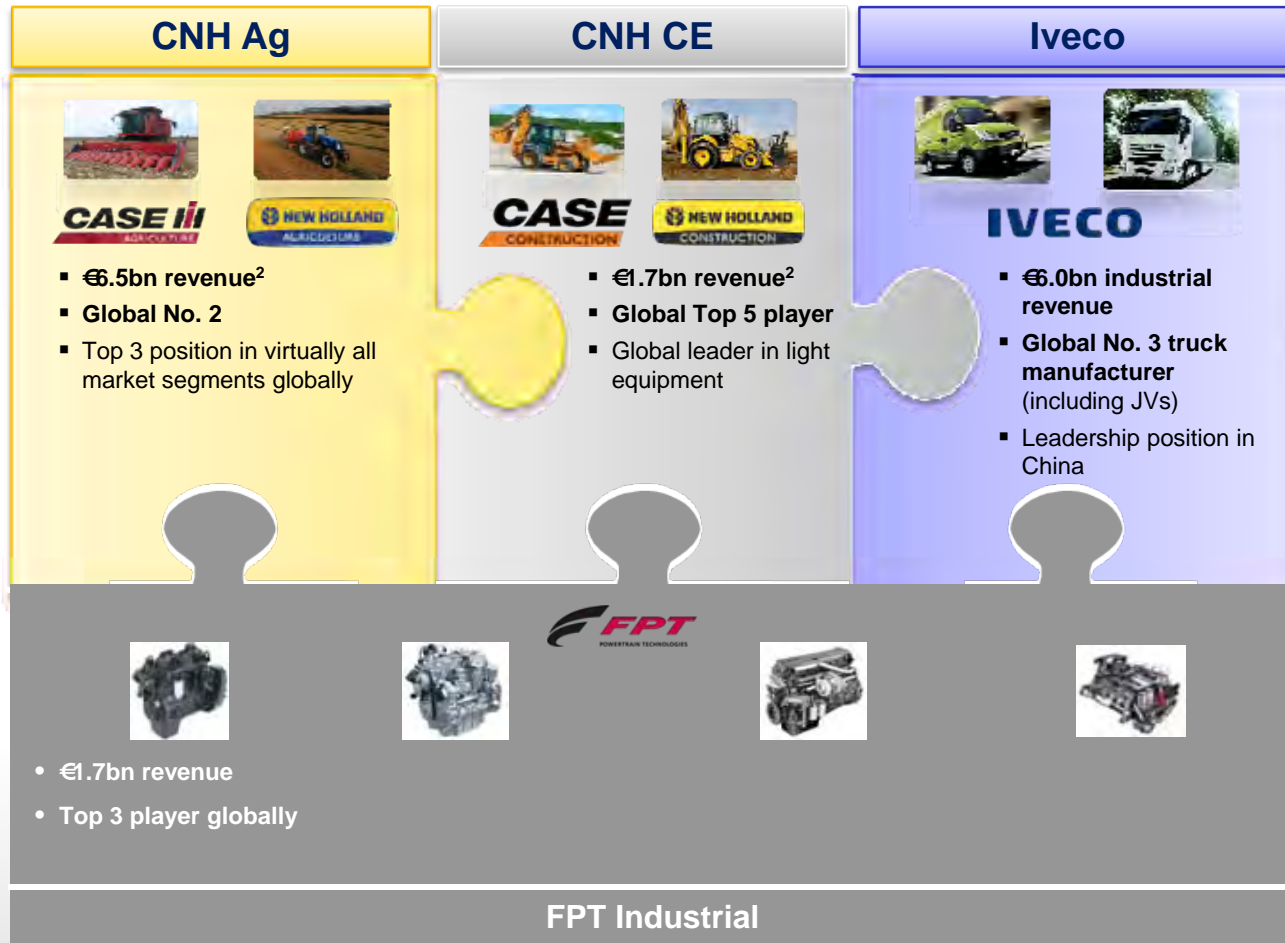 CNH Ag
CNH CE
Iveco
CASE III
AGRICULTURE
NEW HOLLAND
AGRICULTURE
▪ €6.5bn revenue²
▪ Global No. 2
▪ Top 3 position in virtually all
market segments globally
CASE
CONSTRUCTION
NEW HOLLAND
CONSTRUCTION
▪ €1.7bn revenue²
▪ Global Top 5 player
▪ Global leader in light
equipment
IVECO
▪ €6.0bn industrial
revenue
▪ Global No. 3 truck
manufacturer
(including JVs)
▪ Leadership position in
China
FPT
POWERTRAIN TECHNOLOGIES
• €1.7bn revenue
• Top 3 player globally
FPT Industrial